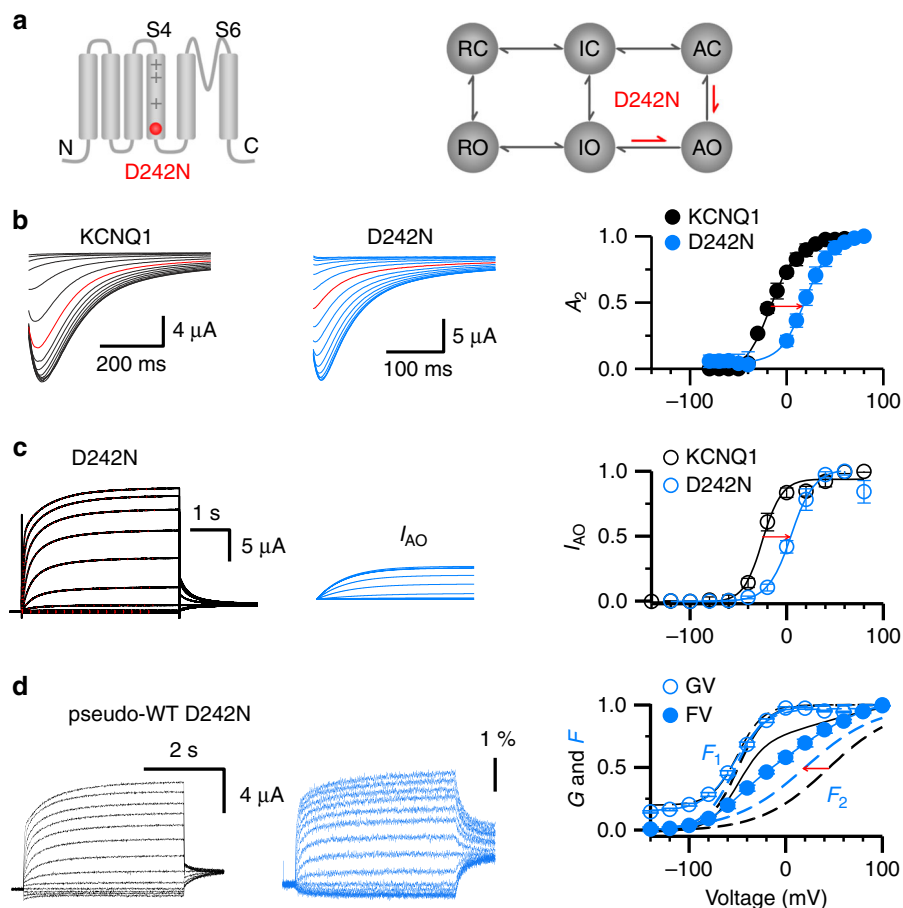 a
S4 S6
+
+
+
N C
D242N
RC IC AC
D242N
RO IO AO
b
KCNQ1
4 μA
200 ms
D242N
5 μA
100 ms
KCNQ1
D242N
A2
1.0
0.5
0.0
−100 0 100
c
D242N
1 s
5 μA
IAO
KCNQ1
D242N
IAO
1.0
0.5
0.0
−100 0 100
d
pseudo-WT D242N
2 s
4 μA
1 %
GV
FV
G and F
1.0
0.5
0.0
F1
F2
−100 0 100
Voltage (mV)